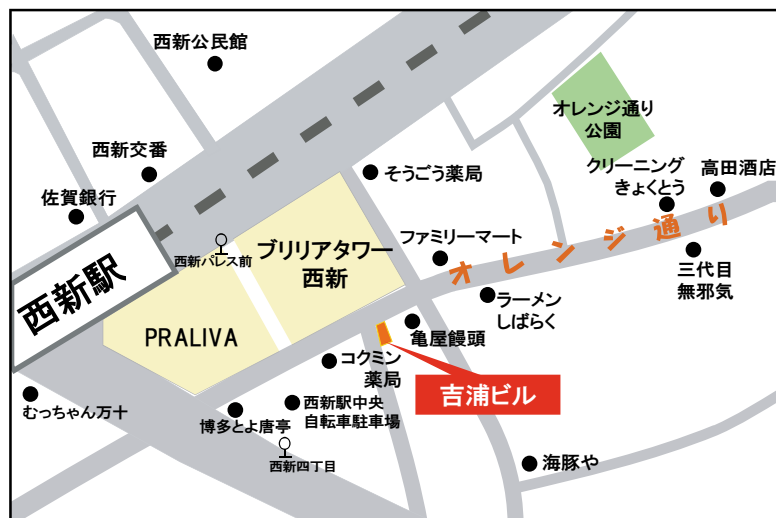 西新公民館
西新交番
佐賀銀行
西新駅
西新パレス前
ブリリアタワー
西新
PRALIVA
そうごう薬局
オレンジ通り
公園
クリーニング
きょくとう
高田酒店
ファミリーマート
オレンジ通り
三代目
無邪気
ラーメン
しばらく
亀屋饅頭
コクミン
薬局
吉浦ビル
むっちゃん万十
博多とよ唐亭
西新駅中央
自転車駐車場
西新四丁目
海豚や